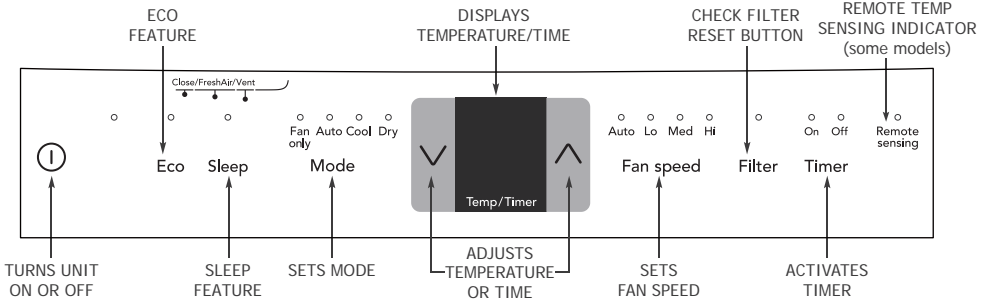 ECO
FEATURE
DISPLAYS
TEMPERATURE/TIME
CHECK FILTER
RESET BUTTON
REMOTE TEMP
SENSING INDICATOR
(some models)
Close/FreshAir/Vent
Fan only Auto Cool Dry
Auto Lo Med Hi
On Off
Remote sensing
Eco Sleep Mode
Temp/Timer
Fan speed Filter Timer
TURNS UNIT
ON OR OFF
SLEEP
FEATURE
SETS MODE
ADJUSTS
TEMPERATURE
OR TIME
SETS
FAN SPEED
ACTIVATES
TIMER